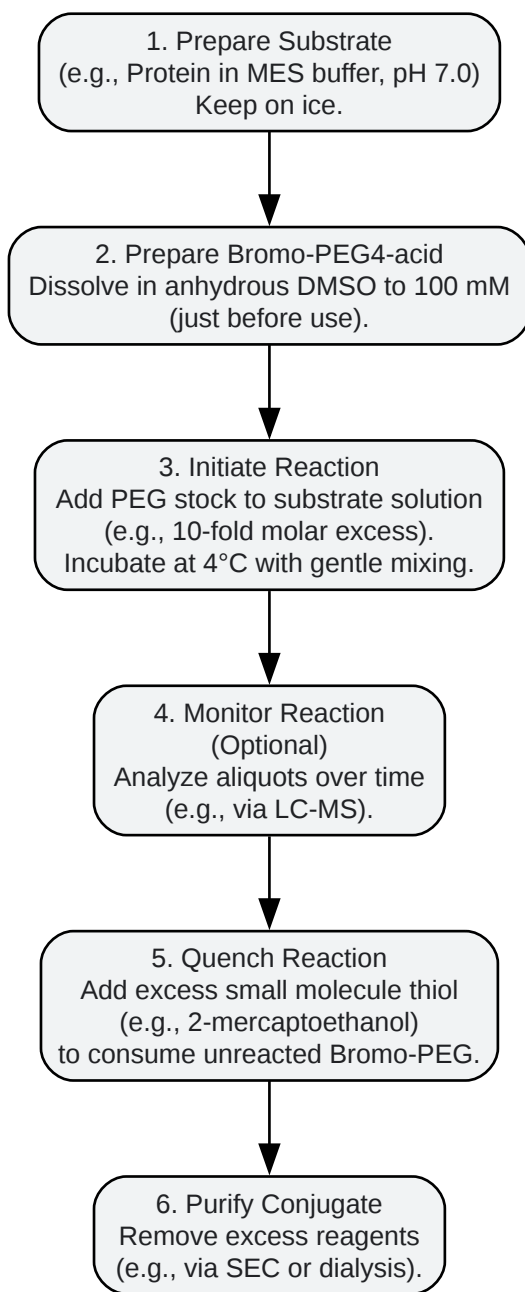 1. Prepare Substrate
(e.g., Protein in MES buffer, pH 7.0)
Keep on ice.
2. Prepare Bromo-PEG4-acid
Dissolve in anhydrous DMSO to 100 mM
(just before use).
3. Initiate Reaction
Add PEG stock to substrate solution
(e.g., 10-fold molar excess).
Incubate at 4°C with gentle mixing.
4. Monitor Reaction
(Optional)
Analyze aliquots over time
(e.g., via LC-MS).
5. Quench Reaction
Add excess small molecule thiol
(e.g., 2-mercaptoethanol)
to consume unreacted Bromo-PEG.
6. Purify Conjugate
Remove excess reagents
(e.g., via SEC or dialysis).